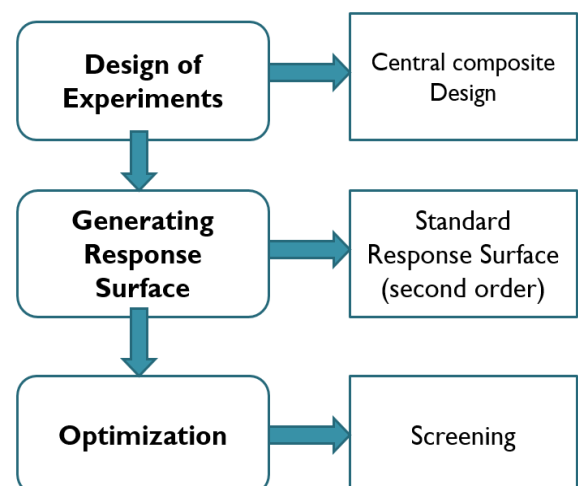 Design of
Experiments
Central composite
Design
Generating
Response
Surface
Standard
Response Surface
(second order)
Optimization
Screening